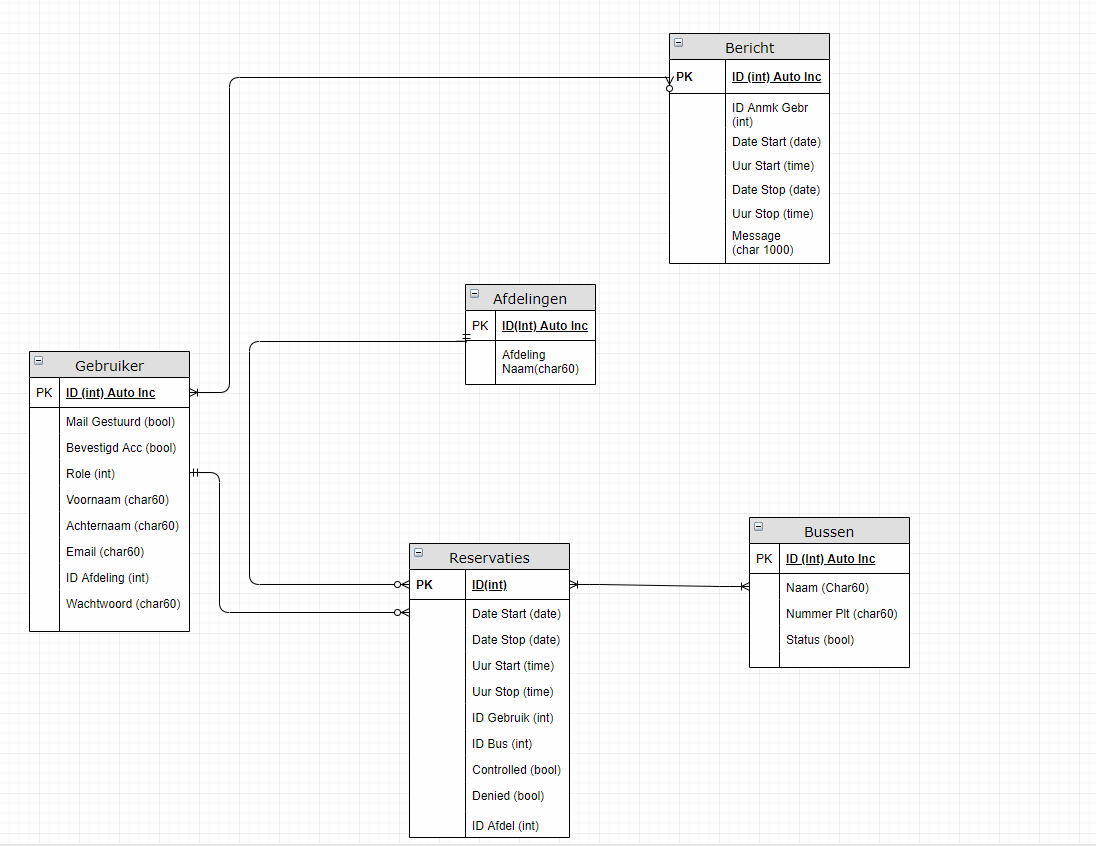 Bericht
PK
ID (int) Auto Inc
ID Anmk Gebr
(int)
Date Start (date)
Uur Start (time)
Date Stop (date)
Uur Stop (time)
Message
(char 1000)
Afdelingen
PK
ID(Int) Auto Inc
Afdeling
Naam(char60)
Gebruiker
PK
ID (int) Auto Inc
Mail Gestuurd (bool)
Bevestigd Acc (bool)
Role (int)
Voornaam (char60)
Achternaam (char60)
Email (char60)
ID Afdeling (int)
Wachtwoord (char60)
Reservaties
PK
ID(int)
Date Start (date)
Date Stop (date)
Uur Start (time)
Uur Stop (time)
ID Gebruik (int)
ID Bus (int)
Controlled (bool)
Denied (bool)
ID Afdel (int)
Bussen
PK
ID (Int) Auto Inc
Naam (Char60)
Nummer Plt (char60)
Status (bool)